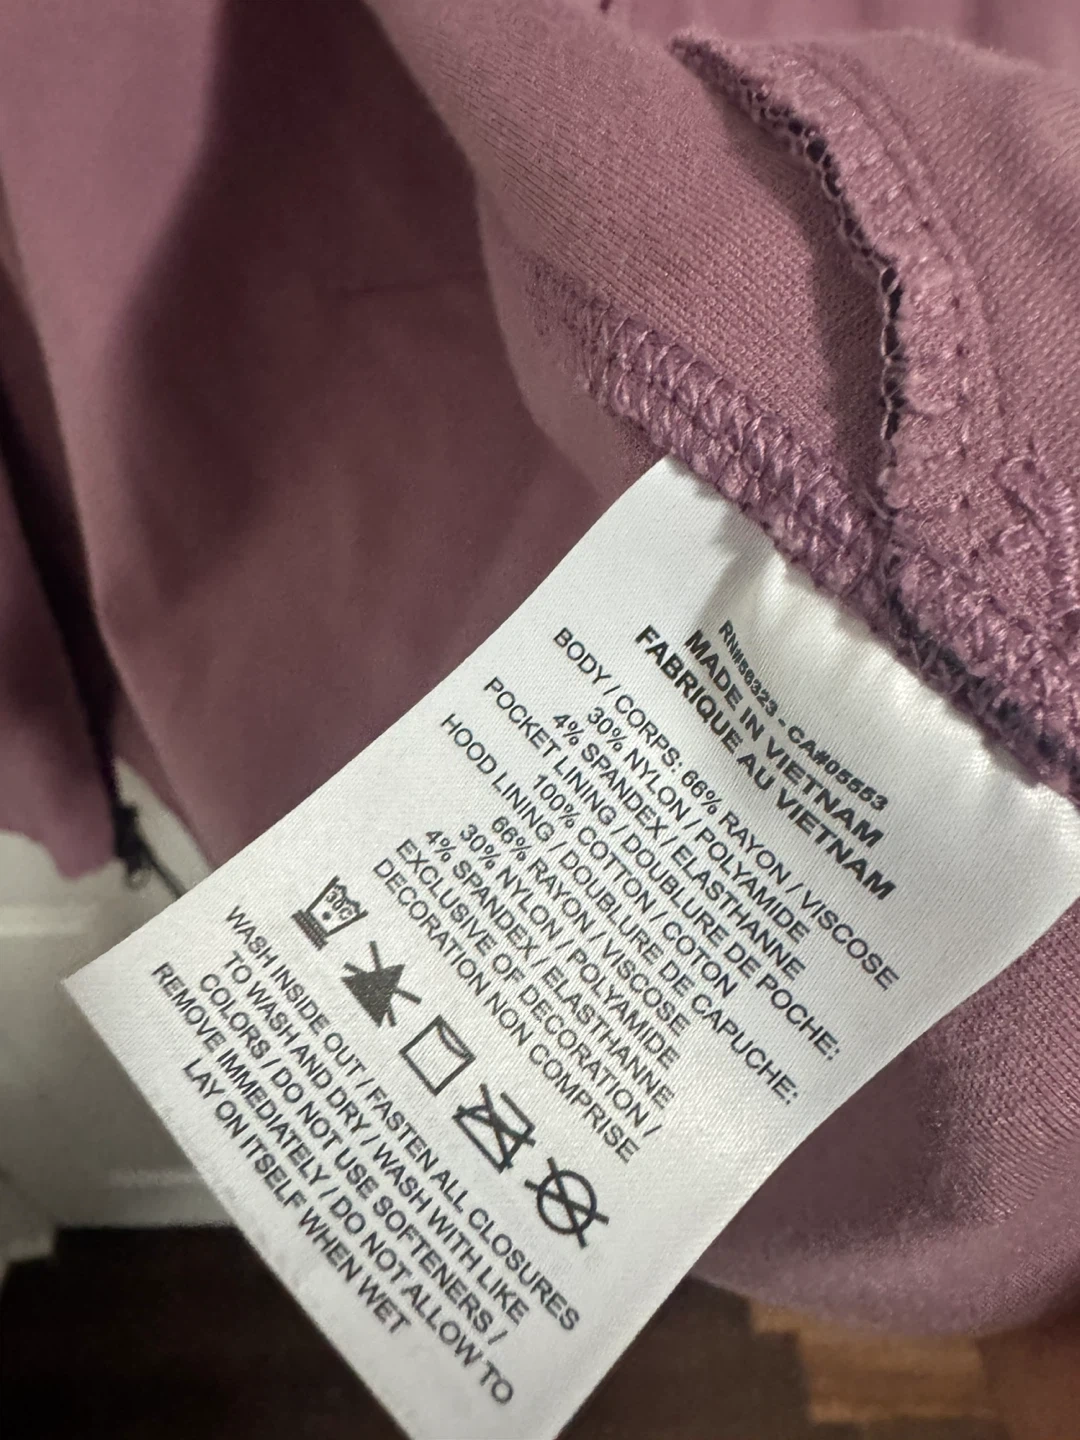 RN#56323 - CA#05553
MADE IN VIETNAM
FABRIQUE AU VIETNAM
BODY / CORPS: 66% RAYON / VISCOSE
30% NYLON / POLYAMIDE
4% SPANDEX / ELASTHANNE
POCKET LINING / DOUBLURE DE POCHE:
100% COTTON / COTON
HOOD LINING / DOUBLURE DE CAPUCHE:
66% RAYON / VISCOSE
30% NYLON / POLYAMIDE
4% SPANDEX / ELASTHANNE
EXCLUSIVE OF DECORATION /
DECORATION NON COMPRISE
30°C
WASH INSIDE OUT / FASTEN ALL CLOSURES
TO WASH AND DRY / WASH WITH LIKE
COLORS / DO NOT USE SOFTENERS /
REMOVE IMMEDIATELY / DO NOT ALLOW TO
LAY ON ITSELF WHEN WET